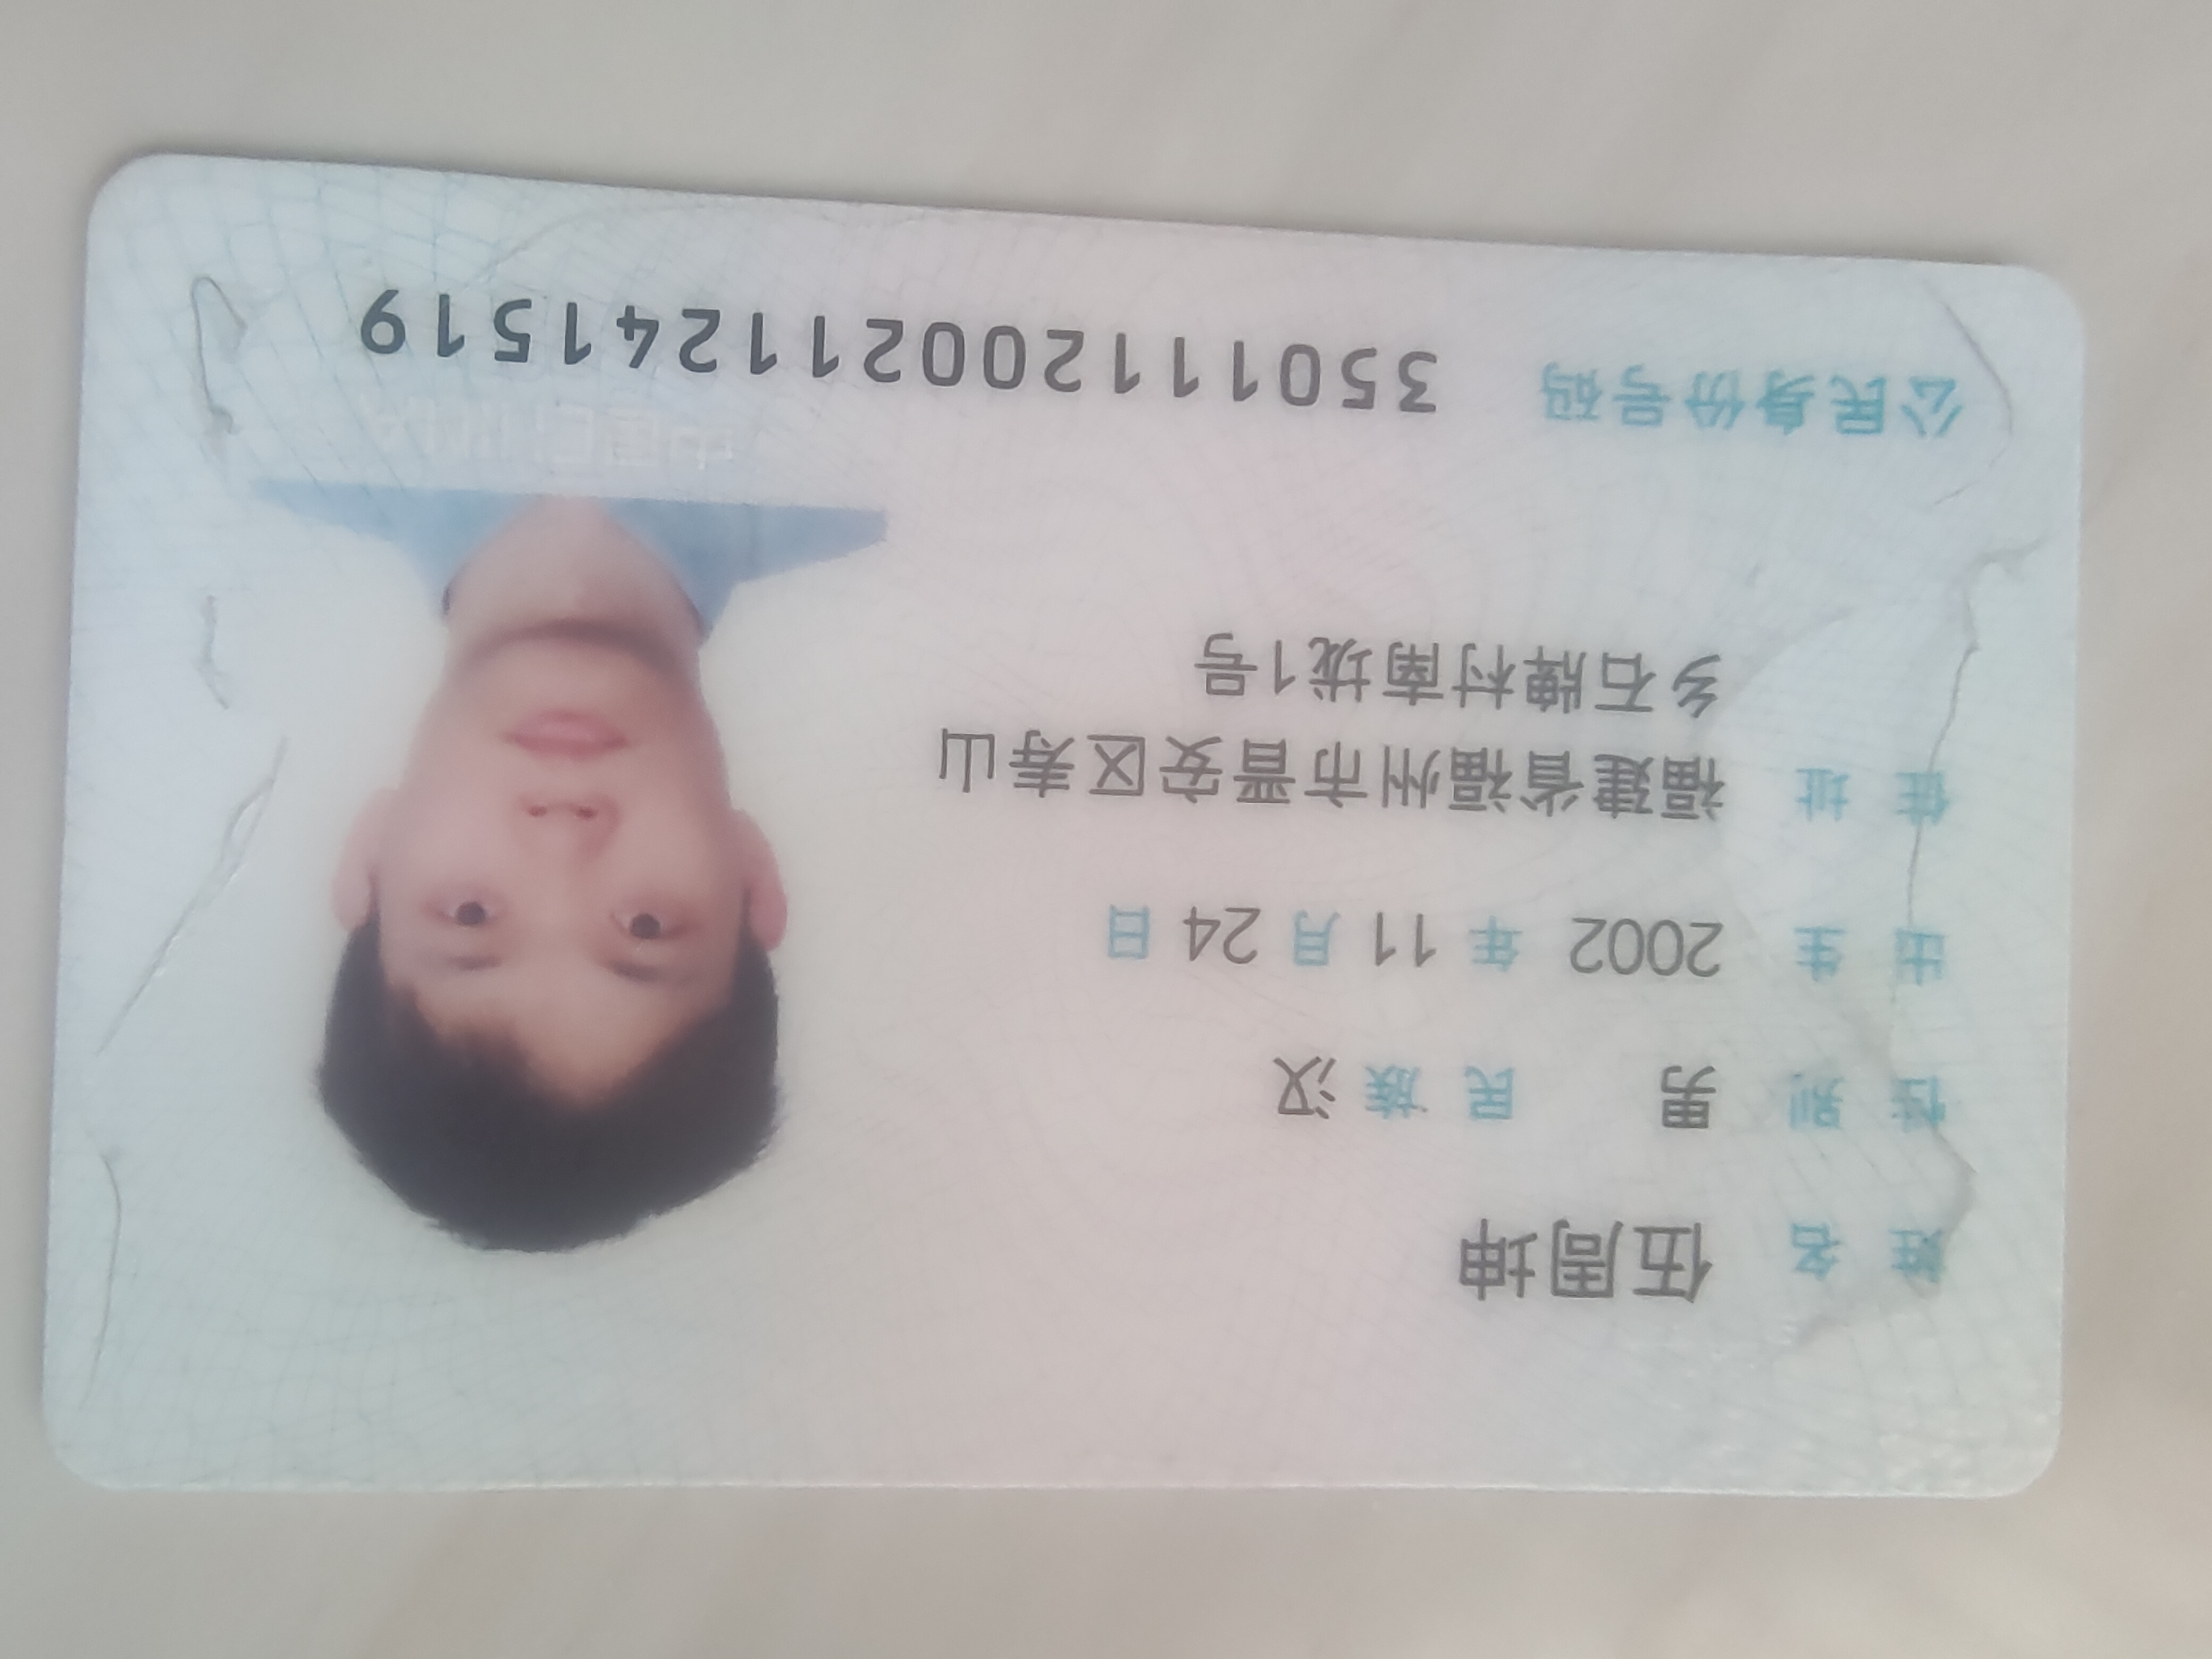 姓名 伍周坤
性别 男 民族 汉
出生 2002 年 11 月 24 日
住址 福建省福州市晋安区寿山
乡石牌村南垅1号
公民身份号码 350111200211241519